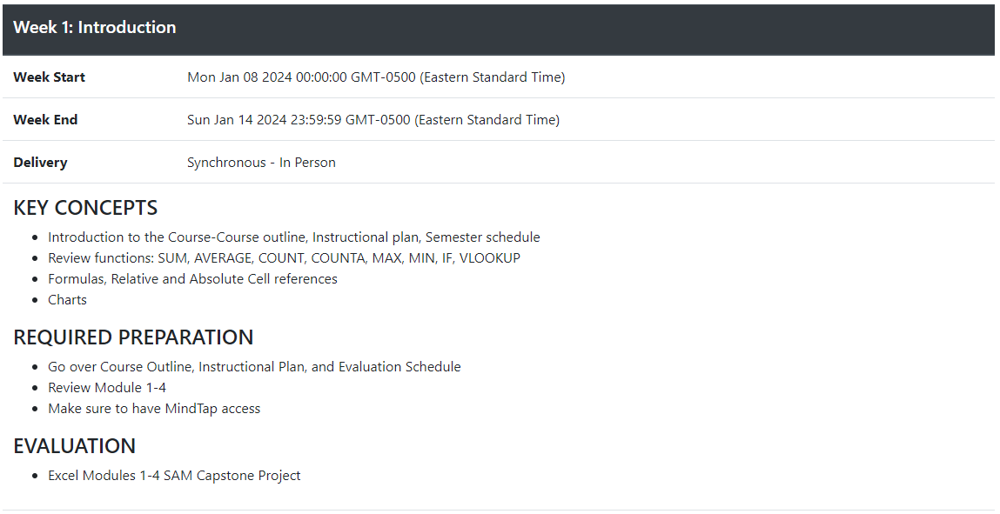 Week 1: Introduction
Week Start Mon Jan 08 2024 00:00:00 GMT-0500 (Eastern Standard Time)
Week End Sun Jan 14 2024 23:59:59 GMT-0500 (Eastern Standard Time)
Delivery Synchronous - In Person
KEY CONCEPTS
• Introduction to the Course-Course outline, Instructional plan, Semester schedule
• Review functions: SUM, AVERAGE, COUNT, COUNTA, MAX, MIN, IF, VLOOKUP
• Formulas, Relative and Absolute Cell references
• Charts
REQUIRED PREPARATION
• Go over Course Outline, Instructional Plan, and Evaluation Schedule
• Review Module 1-4
• Make sure to have MindTap access
EVALUATION
• Excel Modules 1-4 SAM Capstone Project